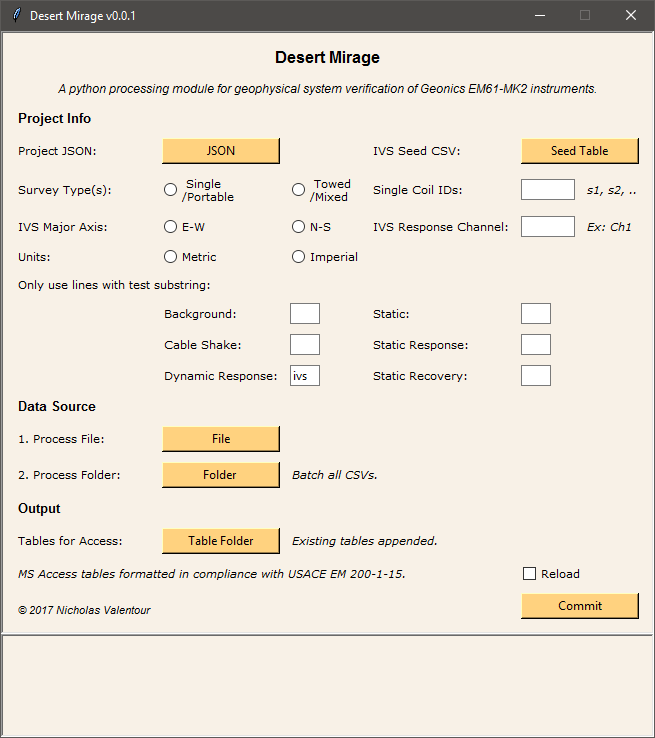 Desert Mirage v0.0.1
Desert Mirage
A python processing module for geophysical system verification of Geonics EM61-MK2 instruments.
Project Info
Project JSON: JSON IVS Seed CSV: Seed Table
Survey Type(s): Single /Portable Towed /Mixed Single Coil IDs: s1, s2, ..
IVS Major Axis: E-W N-S IVS Response Channel: Ex: Ch1
Units: Metric Imperial
Only use lines with test substring:
Background: Static:
Cable Shake: Static Response:
Dynamic Response: ivs Static Recovery:
Data Source
1. Process File: File
2. Process Folder: Folder Batch all CSVs.
Output
Tables for Access: Table Folder Existing tables appended.
MS Access tables formatted in compliance with USACE EM 200-1-15. Reload
© 2017 Nicholas Valentour Commit